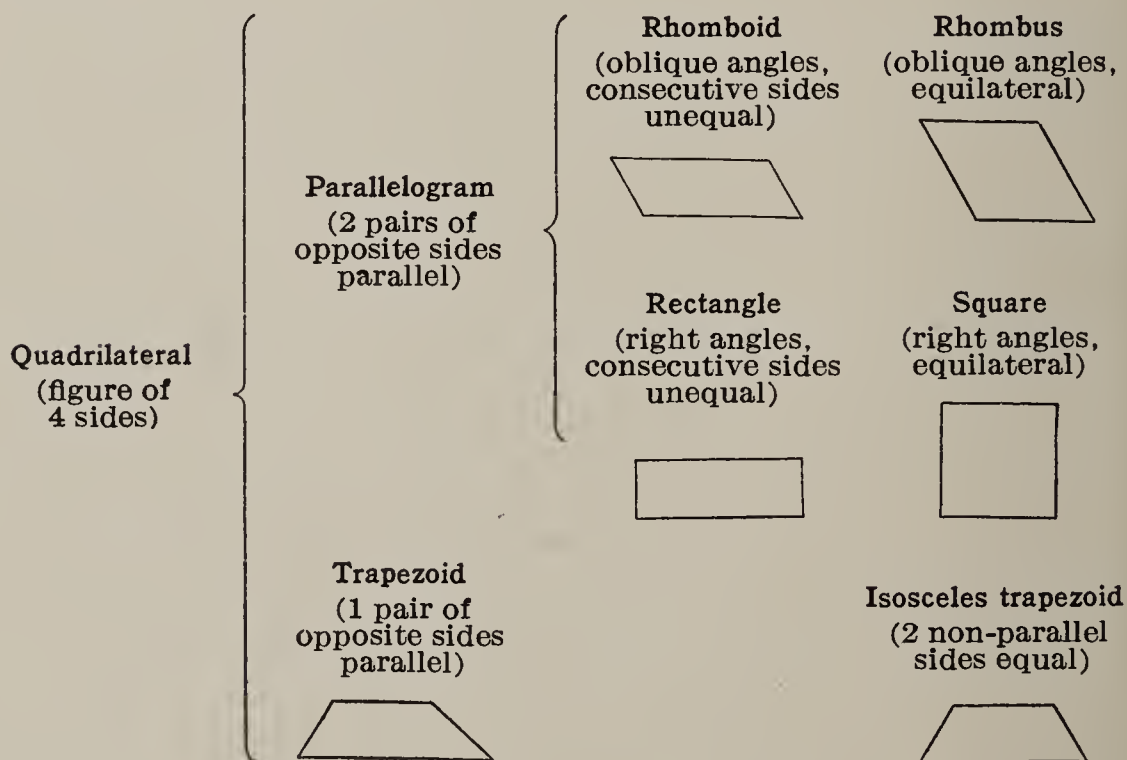 Quadrilateral
(figure of
4 sides)
Parallelogram
(2 pairs of
opposite sides
parallel)
Rhomboid
(oblique angles,
consecutive sides
unequal)
Rhombus
(oblique angles,
equilateral)
Rectangle
(right angles,
consecutive sides
unequal)
Square
(right angles,
equilateral)
Trapezoid
(1 pair of
opposite sides
parallel)
Isosceles trapezoid
(2 non-parallel
sides equal)